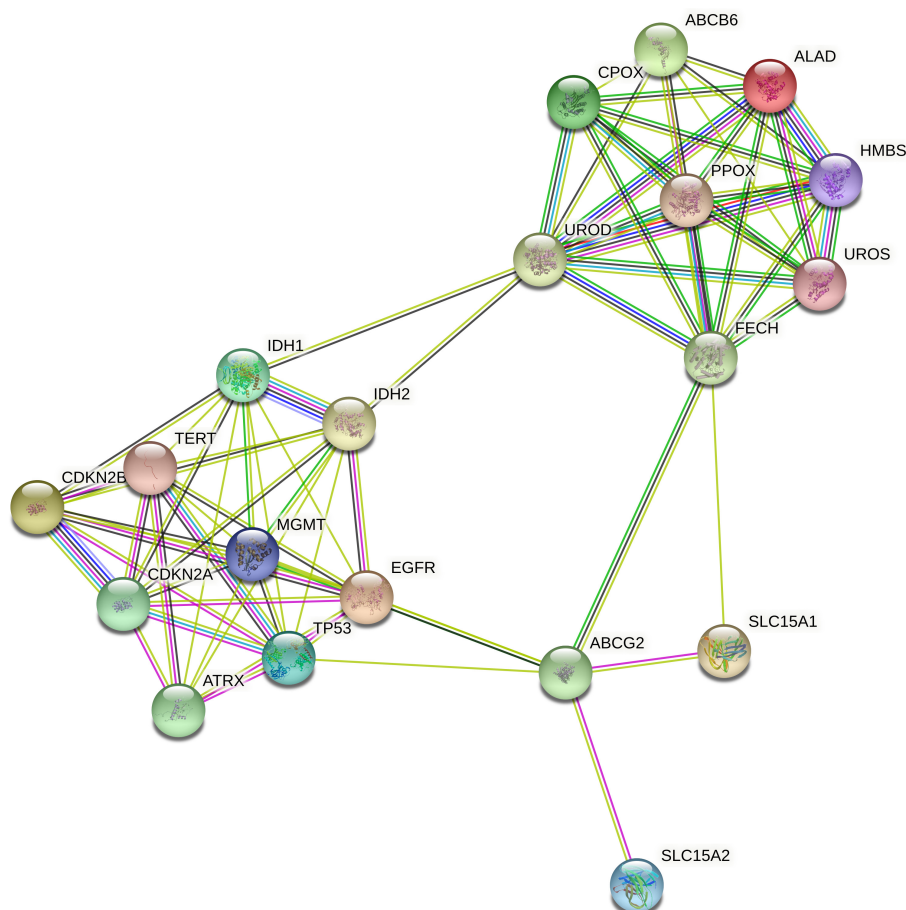 ABCB6
ALAD
CPOX
HMBS
PPOX
UROD
UROS
FECH
IDH1
IDH2
TERT
CDKN2B
MGMT
CDKN2A
EGFR
TP53
SLC15A1
ABCG2
ATRX
SLC15A2